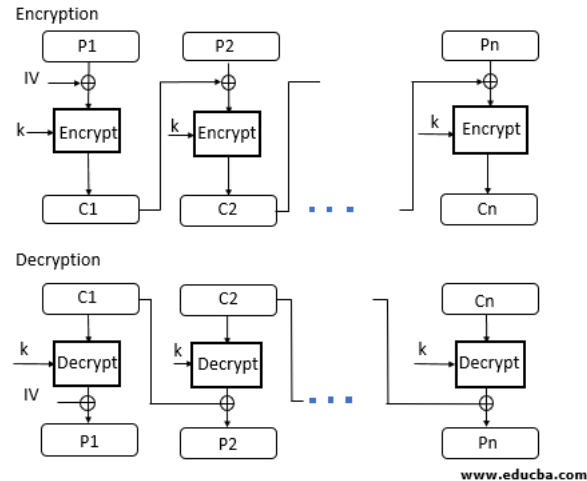 Encryption
P1 P2 Pn
IV
k Encrypt k Encrypt k Encrypt
C1 C2 Cn
Decryption
C1 C2 Cn
k Decrypt k Decrypt k Decrypt
IV
P1 P2 Pn
www.educba.com